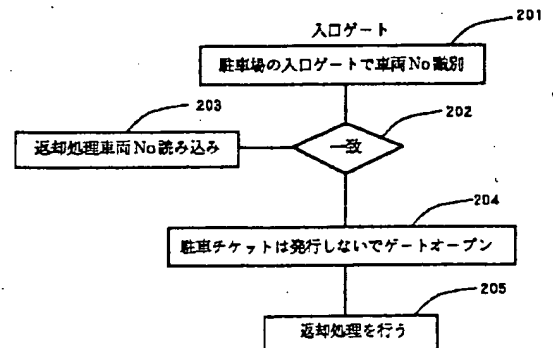 入口ゲート
201
駐車場の入口ゲートで車両No識別
203
202
返却処理車両No読み込み
一致
204
駐車チケットは発行しないでゲートオープン
205
返却処理を行う